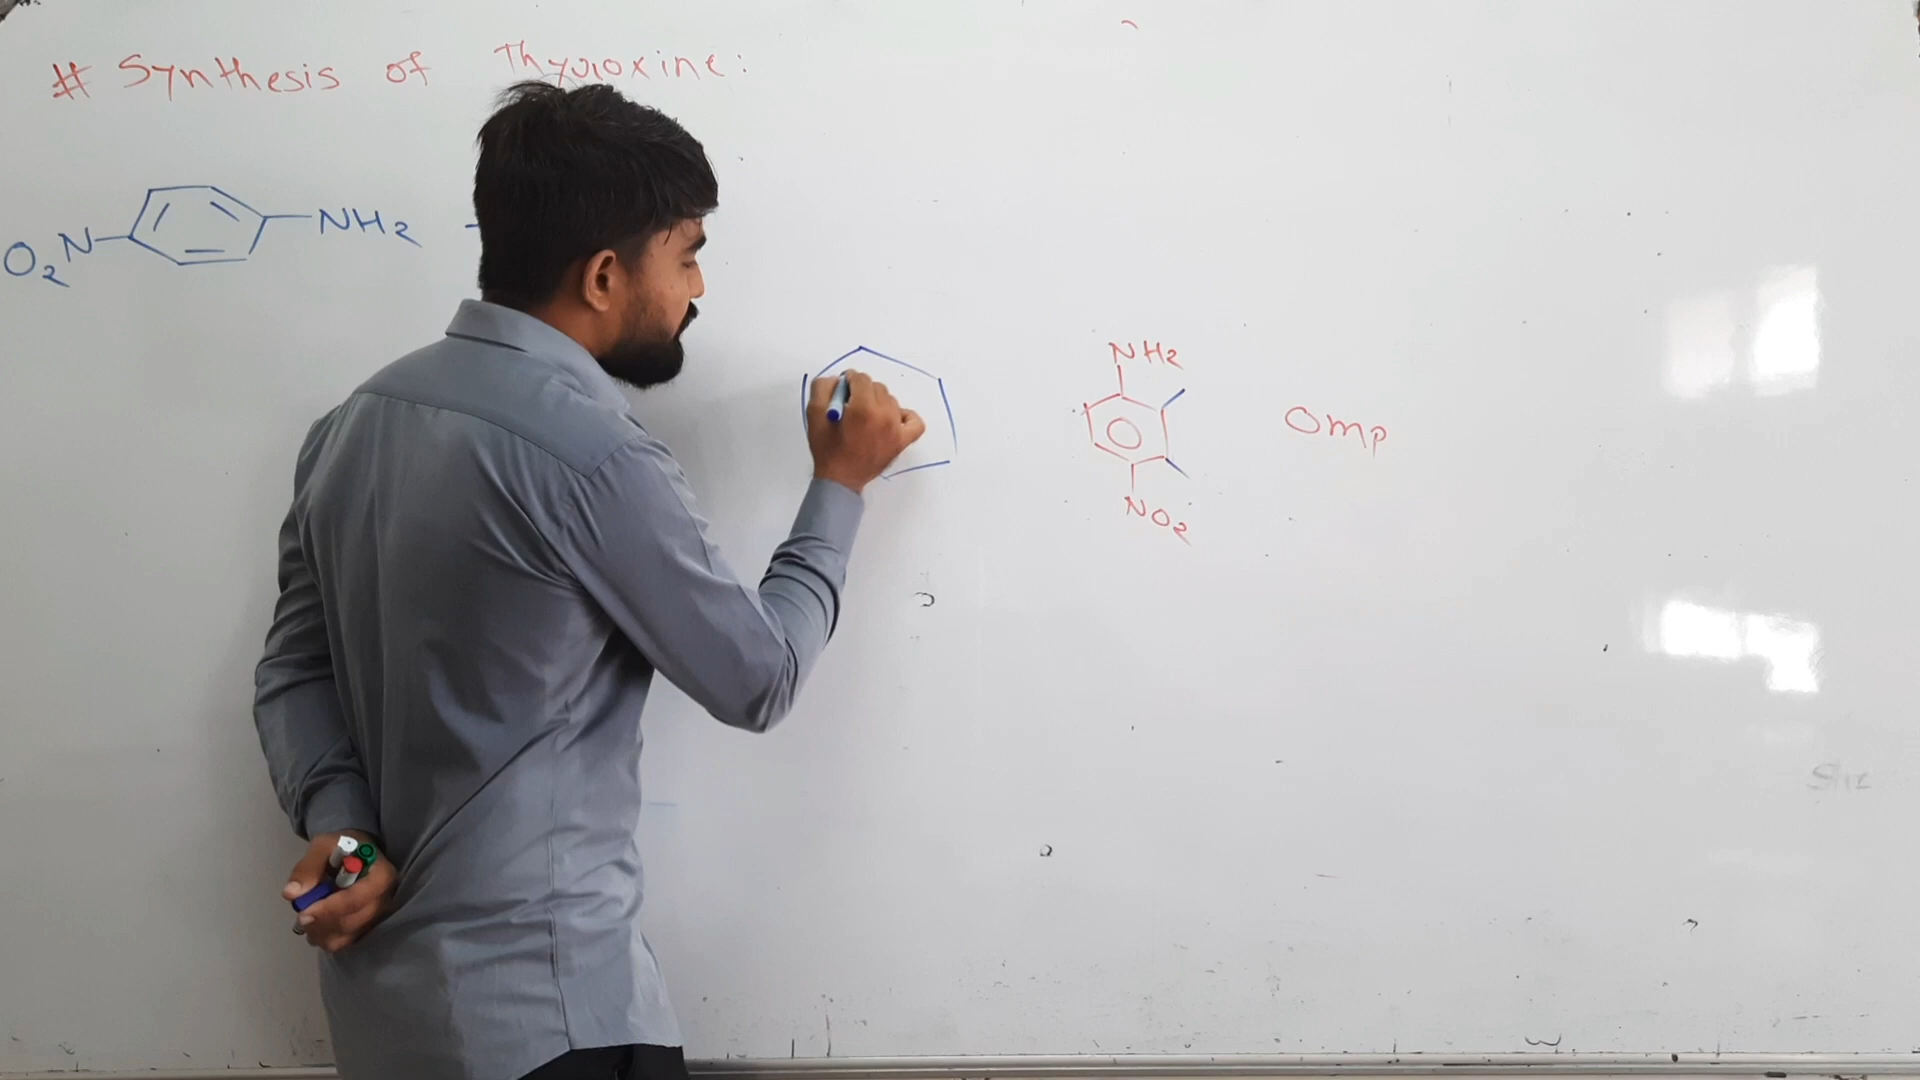 # Synthesis of Thyroxine:
O2N NH2
NH2
NO2
Omp